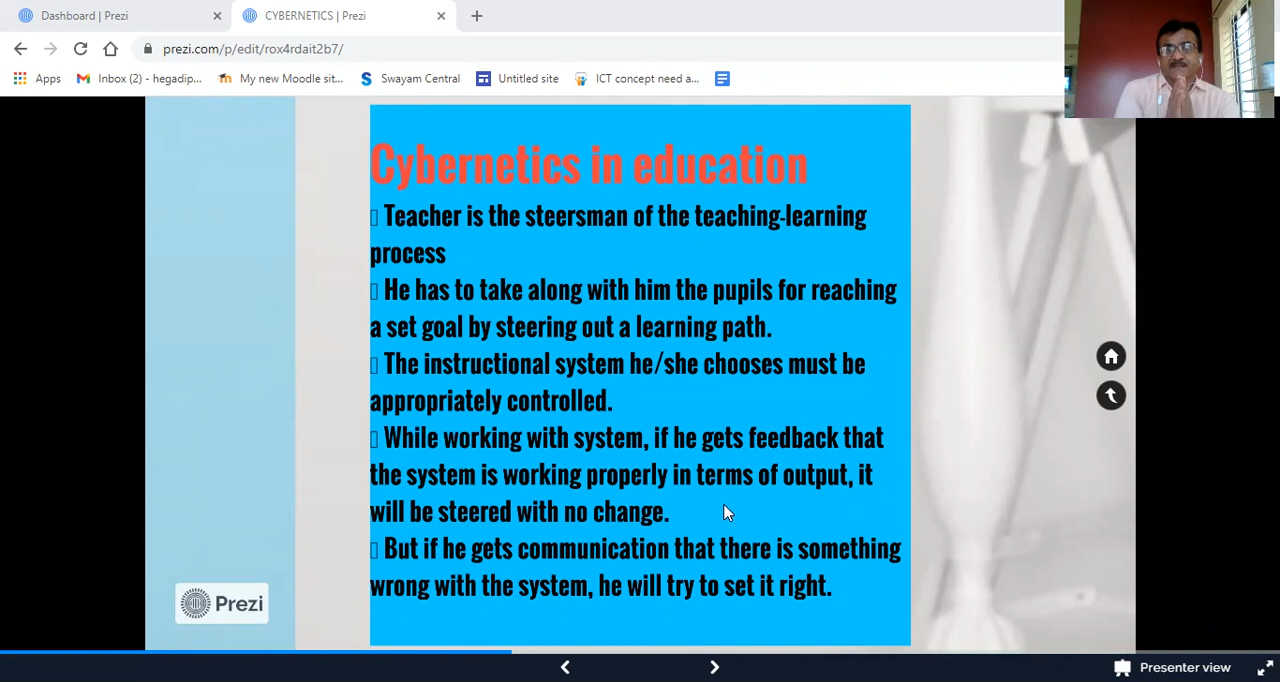 Dashboard | Prezi
CYBERNETICS | Prezi
prezi.com/p/edit/rox4rdait2b7/
Apps
Inbox (2) - hegadip...
My new Moodle sit...
Swayam Central
Untitled site
ICT concept need a...
Cybernetics in education
Teacher is the steersman of the teaching-learning
process
He has to take along with him the pupils for reaching
a set goal by steering out a learning path.
The instructional system he/she chooses must be
appropriately controlled.
While working with system, if he gets feedback that
the system is working properly in terms of output, it
will be steered with no change.
But if he gets communication that there is something
wrong with the system, he will try to set it right.
Prezi
Presenter view